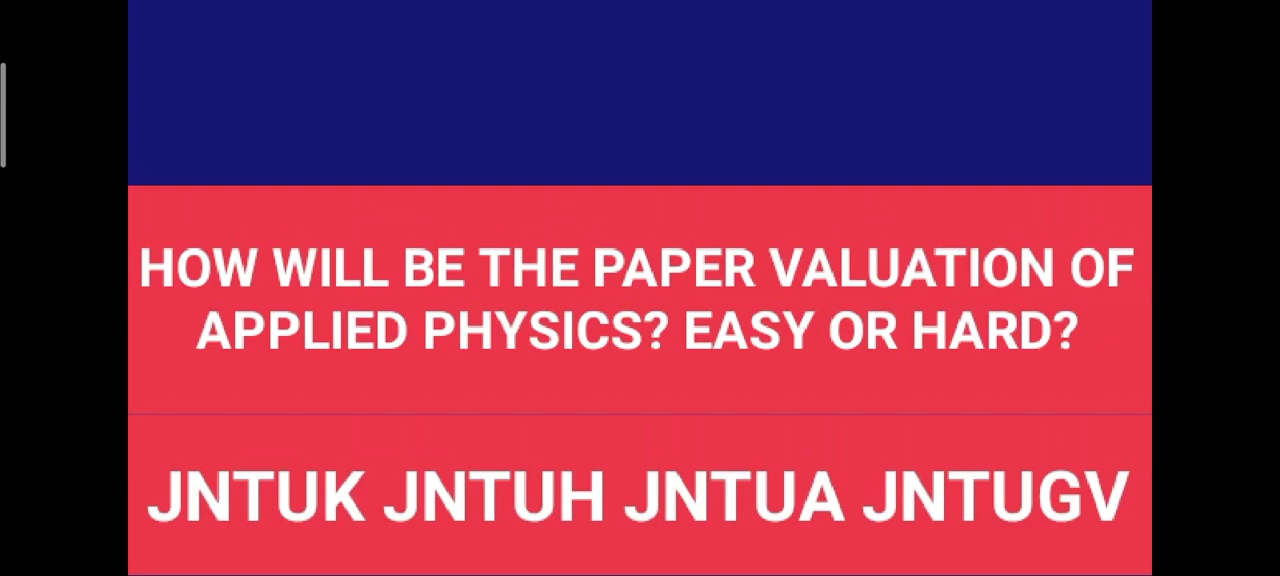 HOW WILL BE THE PAPER VALUATION OF
APPLIED PHYSICS? EASY OR HARD?
JNTUK JNTUH JNTUA JNTUGV